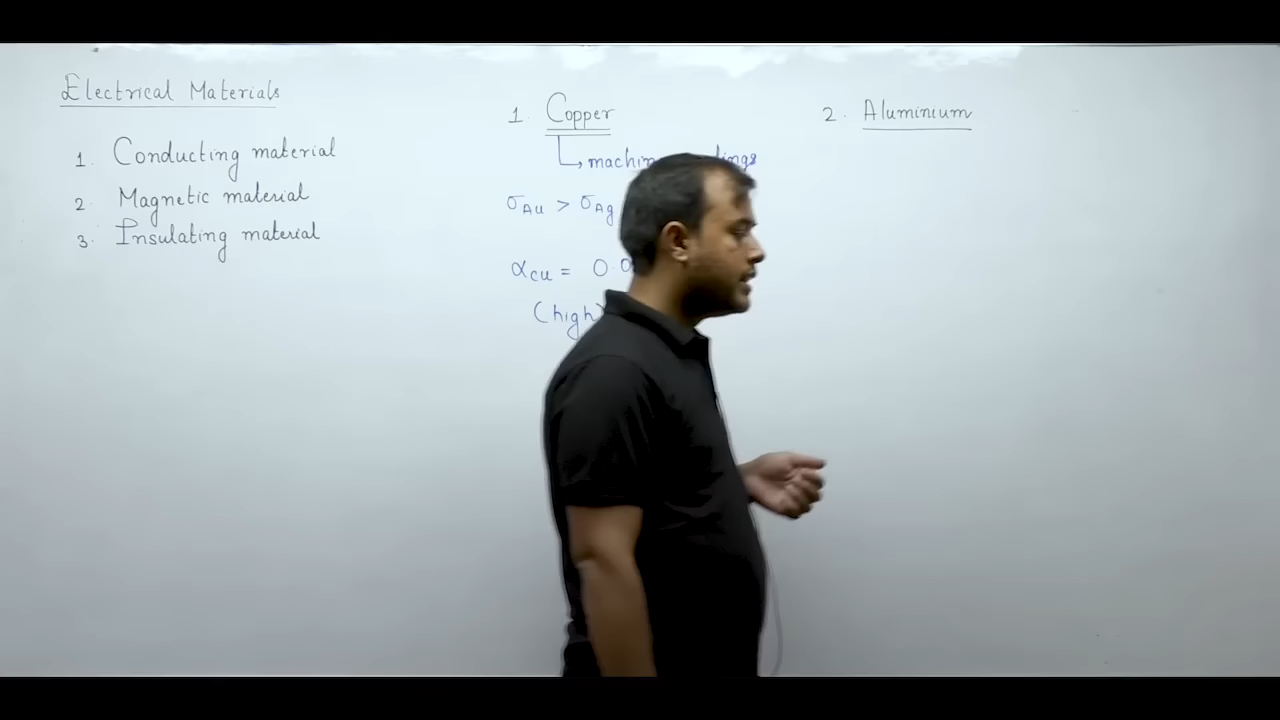 Electrical Materials
1. Conducting material
2. Magnetic material
3. Insulating material
1. Copper
σAu > σAg
αcu = 0.0
(high)
2. Aluminium